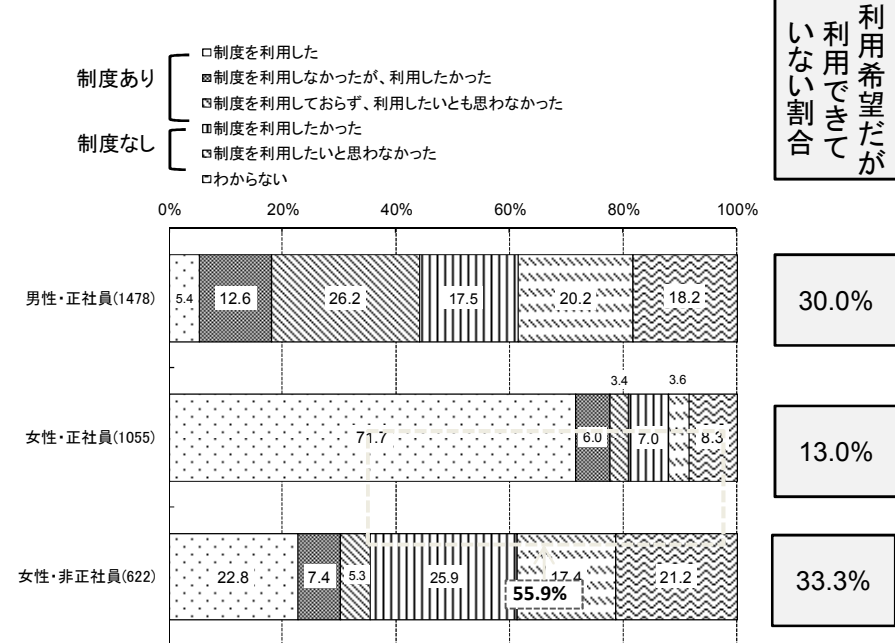 利用希望だが
利用できて
いない割合
制度あり
□制度を利用した
制度を利用しなかったが、利用したかった
制度を利用しておらず、利用したいとも思わなかった
制度なし
制度を利用したかった
制度を利用したいと思わなかった
わからない
0% 20% 40% 60% 80% 100%
男性・正社員(1478) 5.4 12.6 26.2 17.5 20.2 18.2 30.0%
3.4 3.6
女性・正社員(1055) 71.7 6.0 7.0 8.3 13.0%
女性・非正社員(622) 22.8 7.4 5.3 25.9 17.4 21.2 33.3%
55.9%